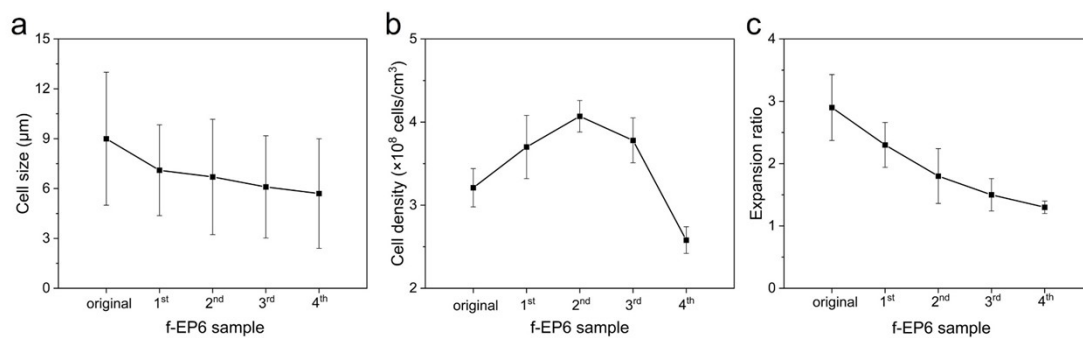 a
15
12
9
6
3
0
Cell size (μm)
original 1st 2nd 3rd 4th
f-EP6 sample
b
5
4
3
2
Cell density (×10⁸ cells/cm³)
original 1st 2nd 3rd 4th
f-EP6 sample
c
4
3
2
1
0
Expansion ratio
original 1st 2nd 3rd 4th
f-EP6 sample